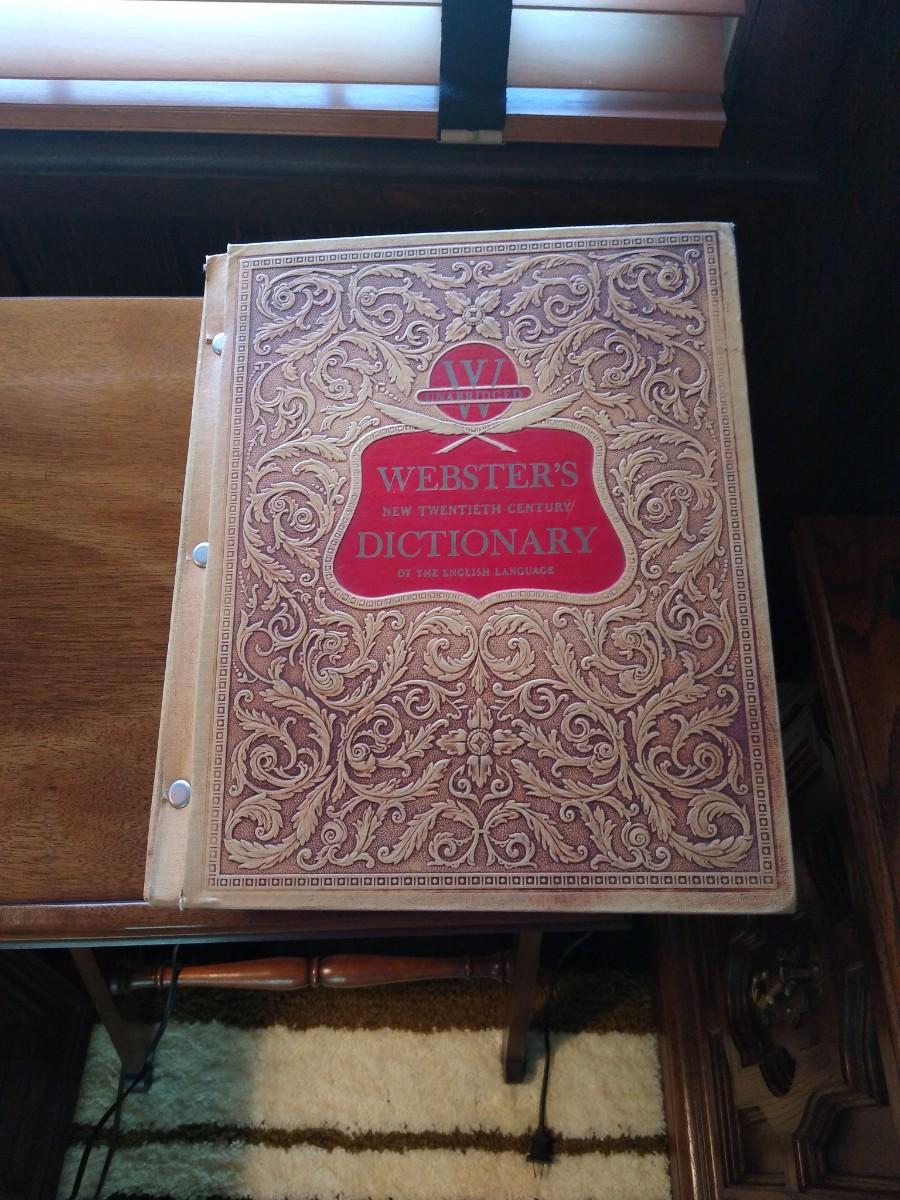 W
UNABRIDGED
WEBSTER'S
NEW TWENTIETH CENTURY
DICTIONARY
OF THE ENGLISH LANGUAGE